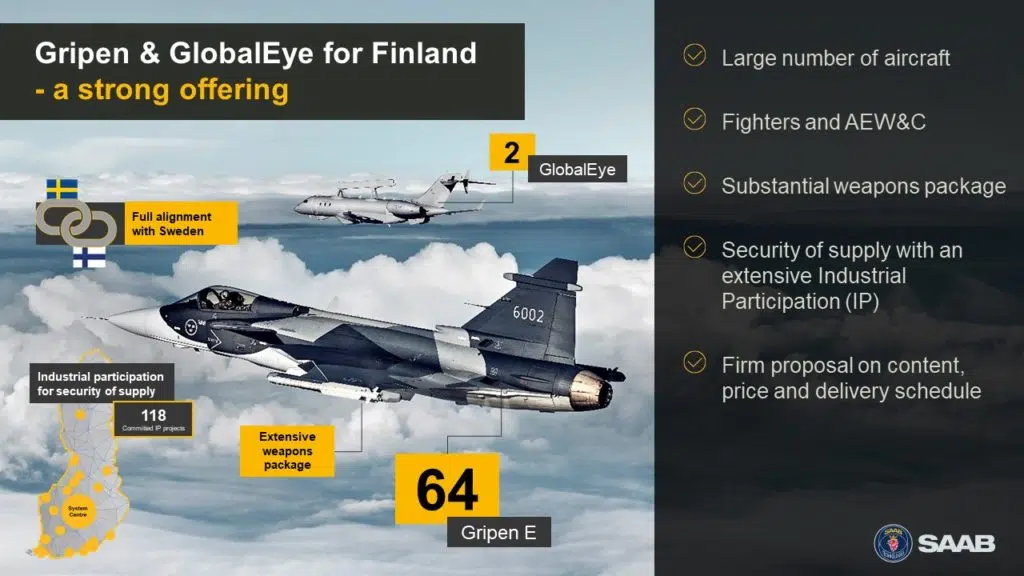 Gripen & GlobalEye for Finland
- a strong offering
2
GlobalEye
Full alignment
with Sweden
6002
Industrial participation
for security of supply
118
Committed IP projects
System
Centre
Extensive
weapons
package
64
Gripen E
Large number of aircraft
Fighters and AEW&C
Substantial weapons package
Security of supply with an
extensive Industrial
Participation (IP)
Firm proposal on content,
price and delivery schedule
SAAB
SAAB